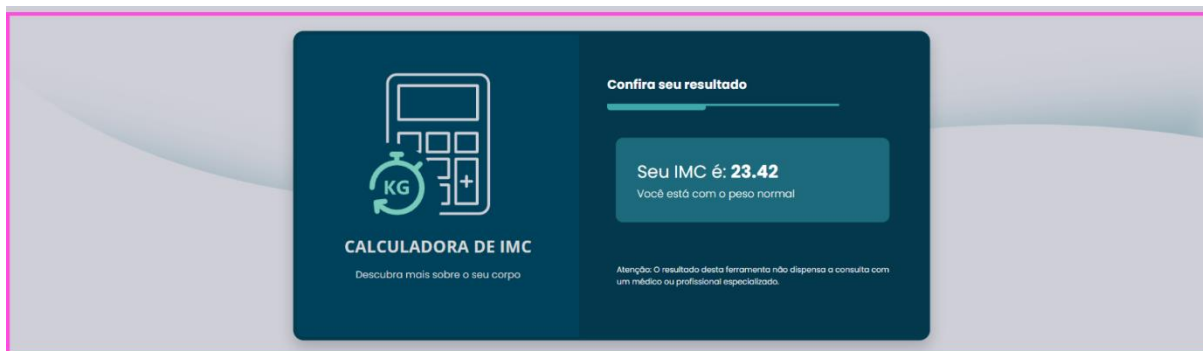 KG
CALCULADORA DE IMC
Descubra mais sobre o seu corpo
Confira seu resultado
Seu IMC é: 23.42
Você está com o peso normal
Atenção: O resultado desta ferramenta não dispensa a consulta com
um médico ou profissional especializado.